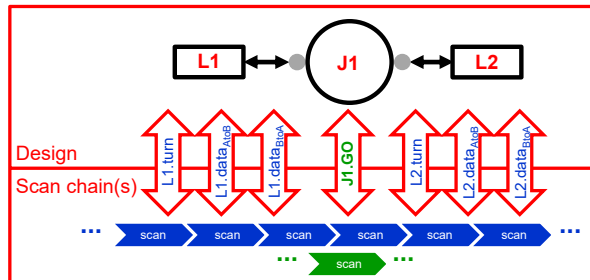 L1 J1 L2
L1.turn
L1.dataAtoB
L1.dataBtoA
J1.GO
L2.turn
L2.dataAtoB
L2.dataBtoA
Design
Scan chain(s)
... scan scan scan scan scan scan ...
... scan ...